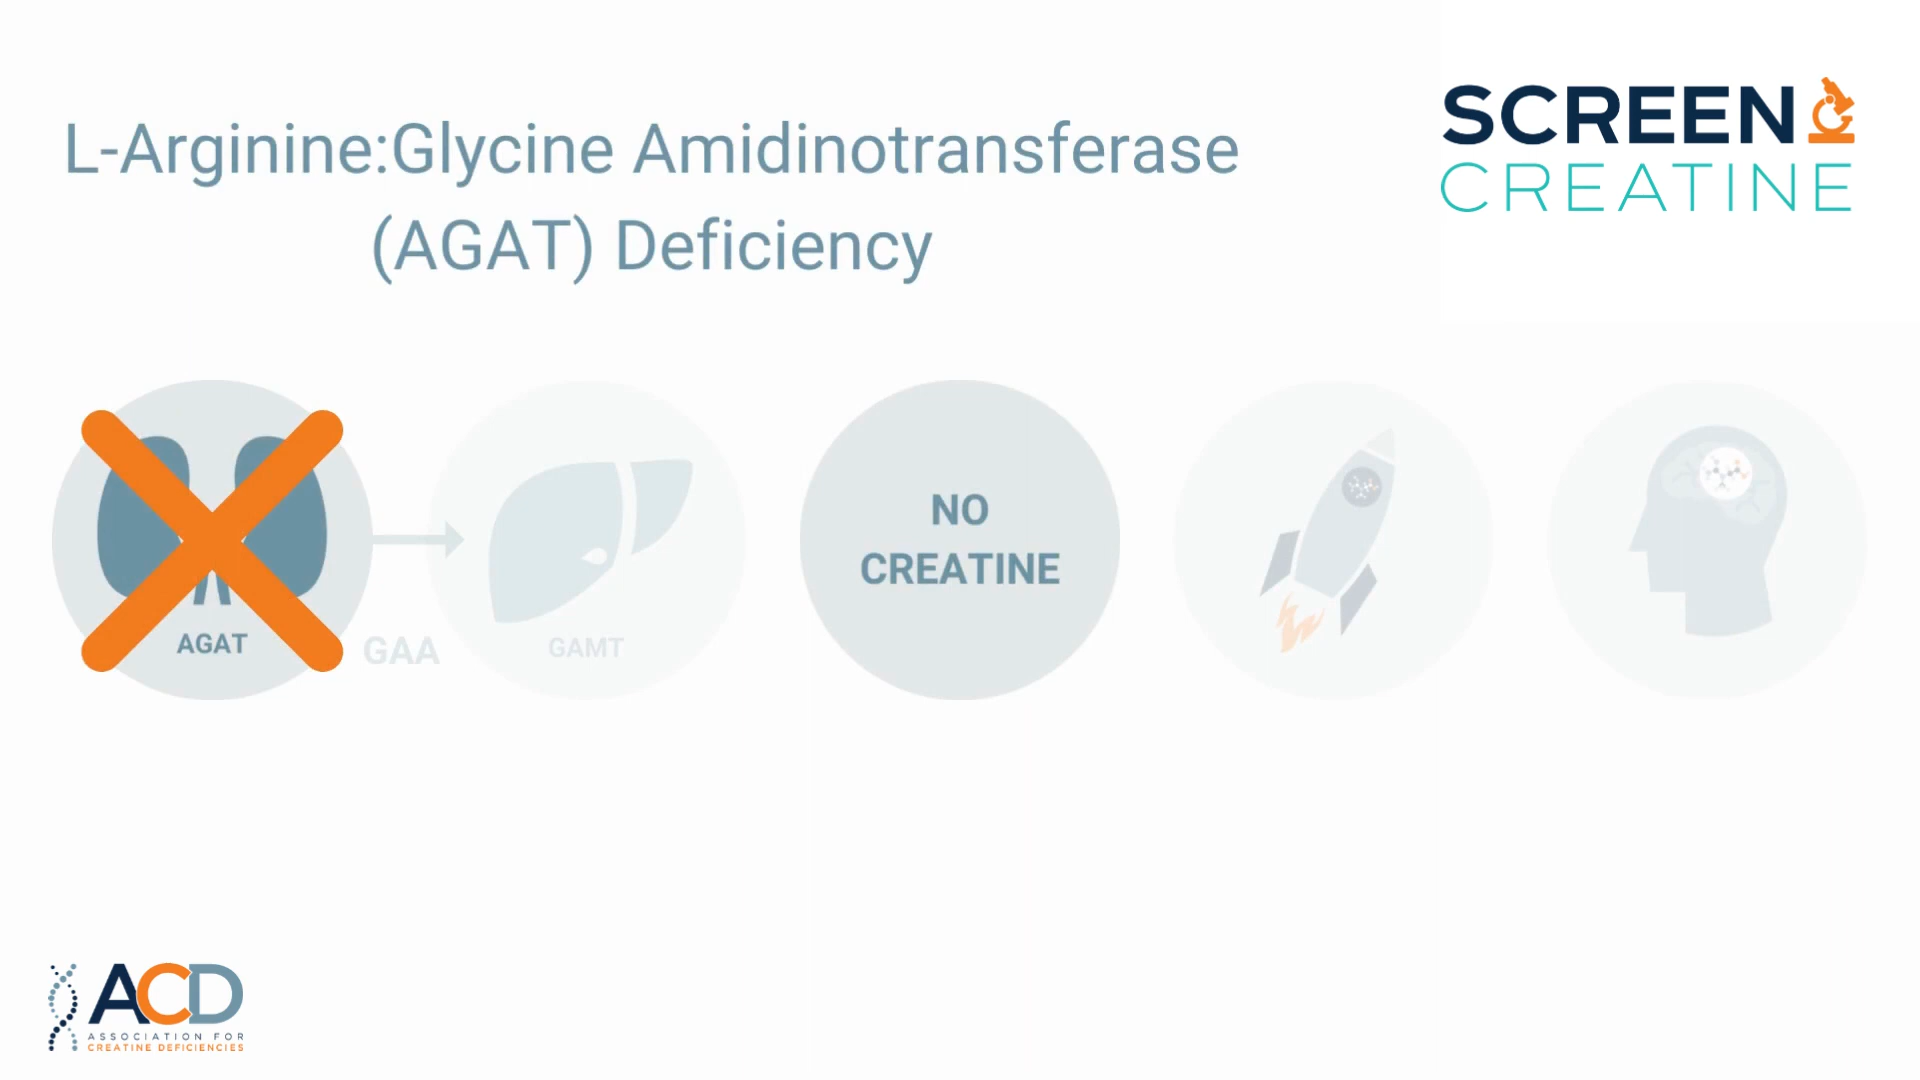 L-Arginine:Glycine Amidinotransferase
(AGAT) Deficiency
SCREEN
CREATINE
NO
CREATINE
AGAT
GAA
GAMT
ACD
ASSOCIATION FOR
CREATINE DEFICIENCIES